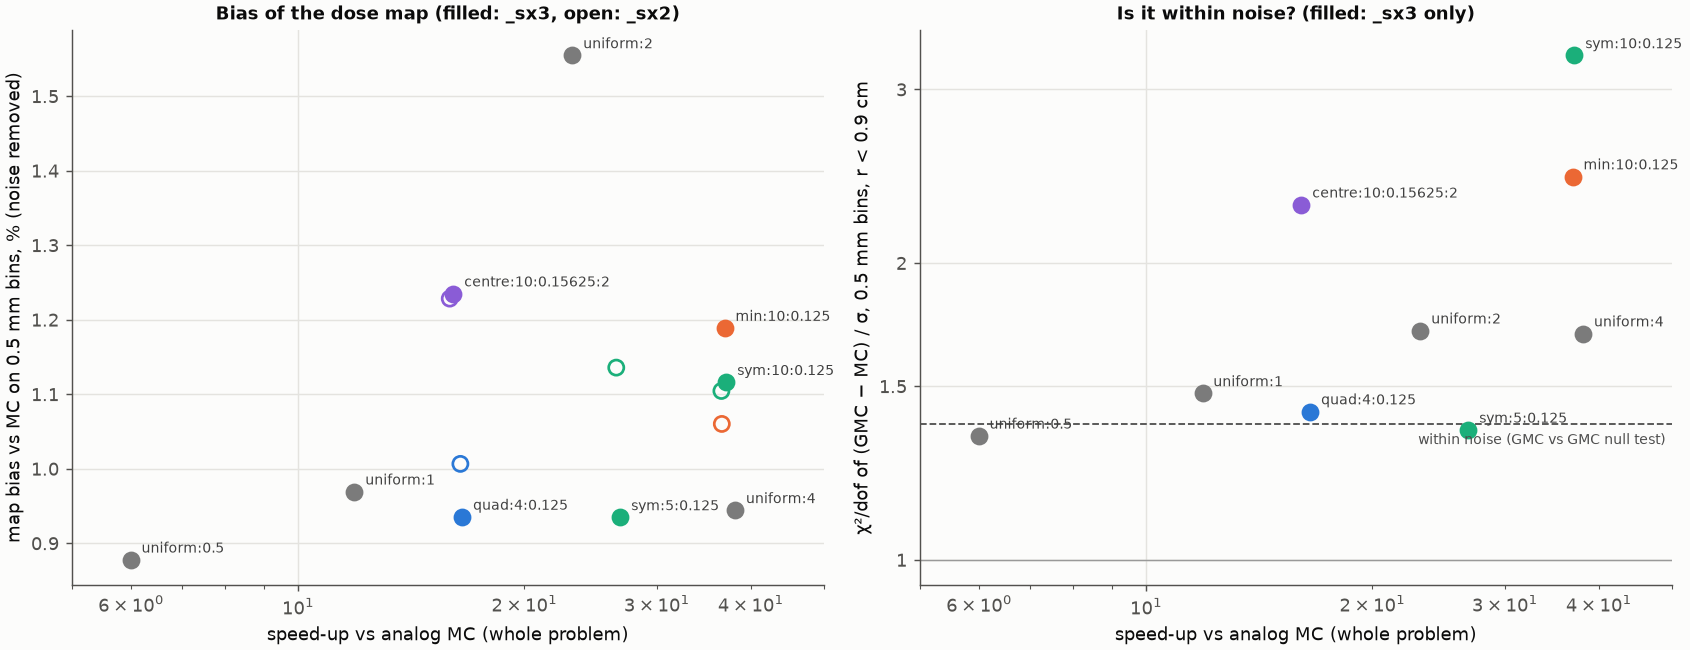 Bias of the dose map (filled: _sx3, open: _sx2)
map bias vs MC on 0.5 mm bins, % (noise removed)
1.5
1.4
1.3
1.2
1.1
1.0
0.9
uniform:2
centre:10:0.15625:2
min:10:0.125
sym:10:0.125
uniform:1
quad:4:0.125
sym:5:0.125
uniform:4
uniform:0.5
6 × 10⁰
10¹
2 × 10¹
3 × 10¹
4 × 10¹
speed-up vs analog MC (whole problem)
Is it within noise? (filled: _sx3 only)
χ²/dof of (GMC − MC) / σ, 0.5 mm bins, r < 0.9 cm
3
2
1.5
1
sym:10:0.125
min:10:0.125
centre:10:0.15625:2
uniform:2
uniform:4
uniform:1
quad:4:0.125
sym:5:0.125
uniform:0.5
within noise (GMC vs GMC null test)
6 × 10⁰
10¹
2 × 10¹
3 × 10¹
4 × 10¹
speed-up vs analog MC (whole problem)